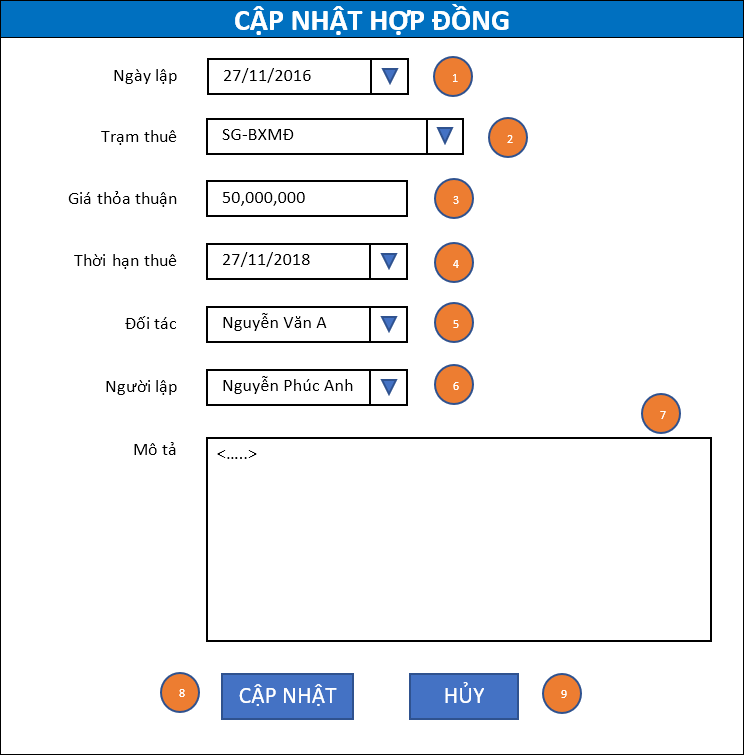 CẬP NHẬT HỢP ĐỒNG
Ngày lập 27/11/2016 1
Trạm thuê SG-BXMĐ 2
Giá thỏa thuận 50,000,000 3
Thời hạn thuê 27/11/2018 4
Đối tác Nguyễn Văn A 5
Người lập Nguyễn Phúc Anh 6
7
Mô tả <.....>
8 CẬP NHẬT HỦY 9